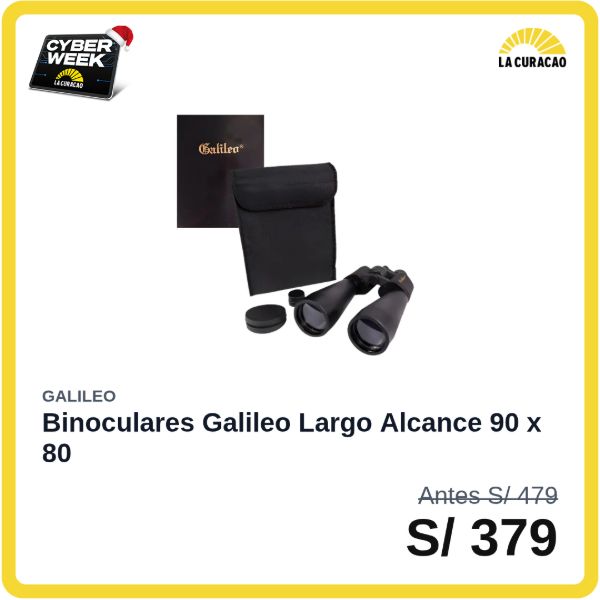 CYBER
WEEK
LA CURACAO
LA CURACAO
Galileo®
GALILEO
Binoculares Galileo Largo Alcance 90 x
80
Antes S/ 479
S/ 379